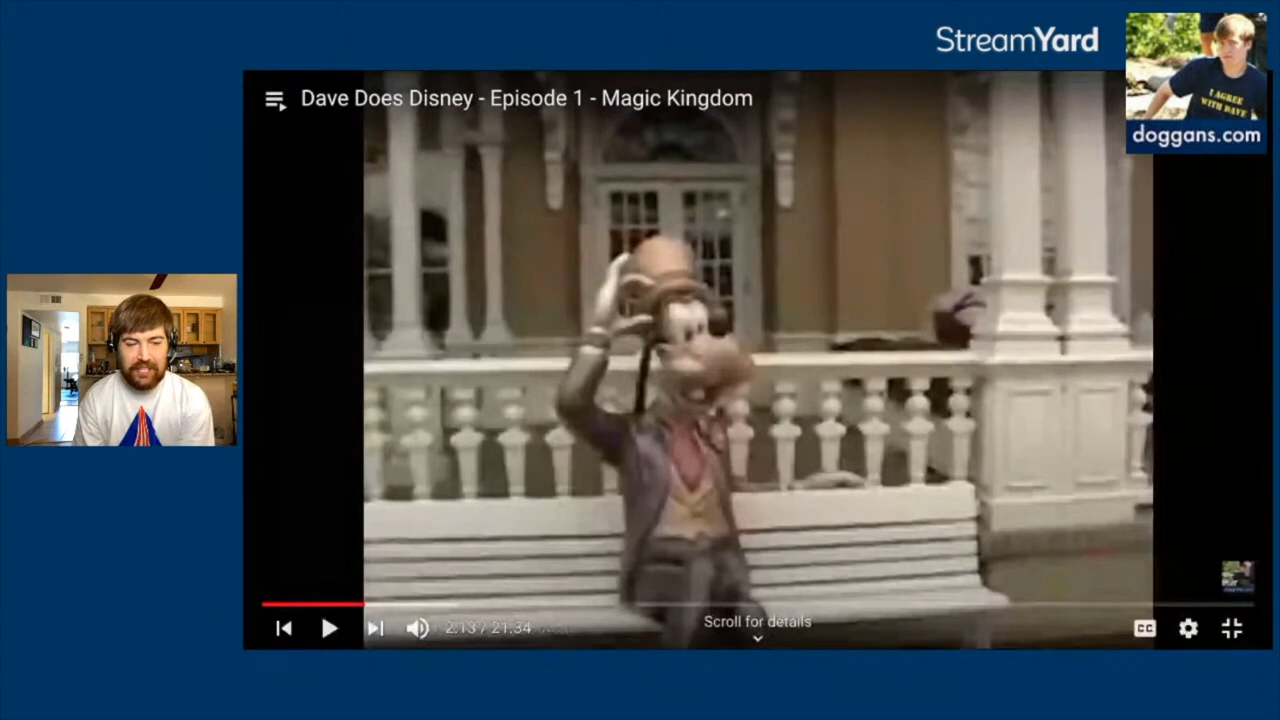 StreamYard
Dave Does Disney - Episode 1 - Magic Kingdom
I AGREE
WITH DAVE
doggans.com
2:13 / 21:34
Scroll for details
CC